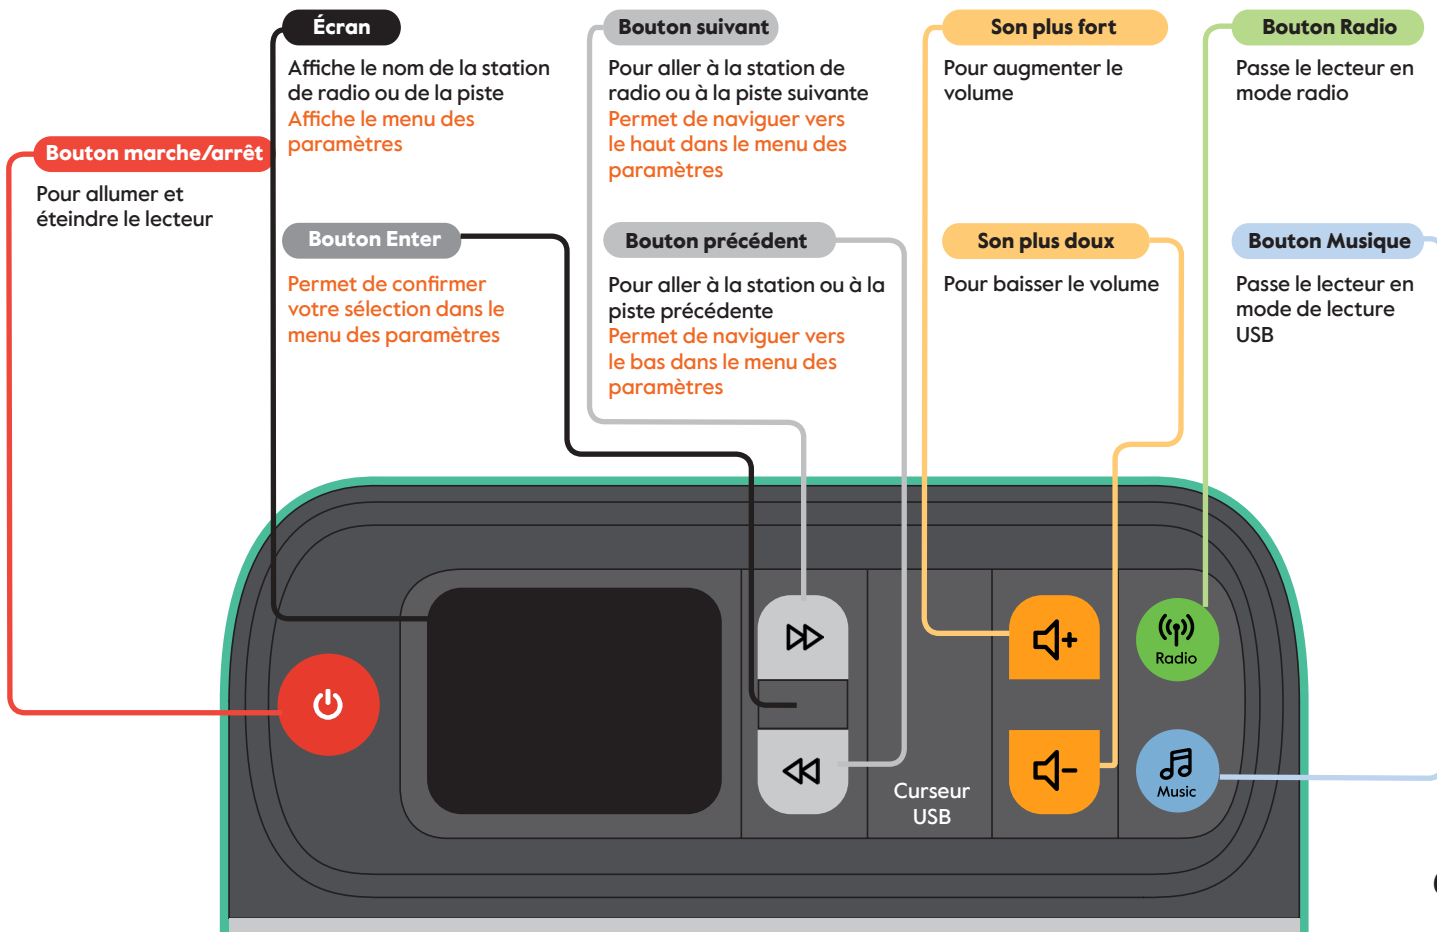 Écran
Affiche le nom de la station
de radio ou de la piste
Affiche le menu des
paramètres
Bouton suivant
Pour aller à la station de
radio ou à la piste suivante
Permet de naviguer vers
le haut dans le menu des
paramètres
Son plus fort
Pour augmenter le
volume
Bouton Radio
Passe le lecteur en
mode radio
Bouton marche/arrêt
Pour allumer et
éteindre le lecteur
Bouton Enter
Permet de confirmer
votre sélection dans le
menu des paramètres
Bouton précédent
Pour aller à la station ou à la
piste précédente
Permet de naviguer vers
le bas dans le menu des
paramètres
Son plus doux
Pour baisser le volume
Bouton Musique
Passe le lecteur en
mode de lecture
USB
Radio
Curseur
USB
Music